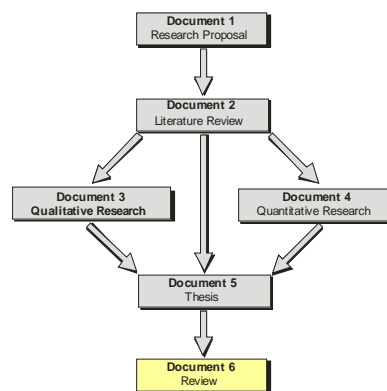 Document 1
Research Proposal
Document 2
Literature Review
Document 3
Qualitative Research
Document 4
Quantitative Research
Document 5
Thesis
Document 6
Review